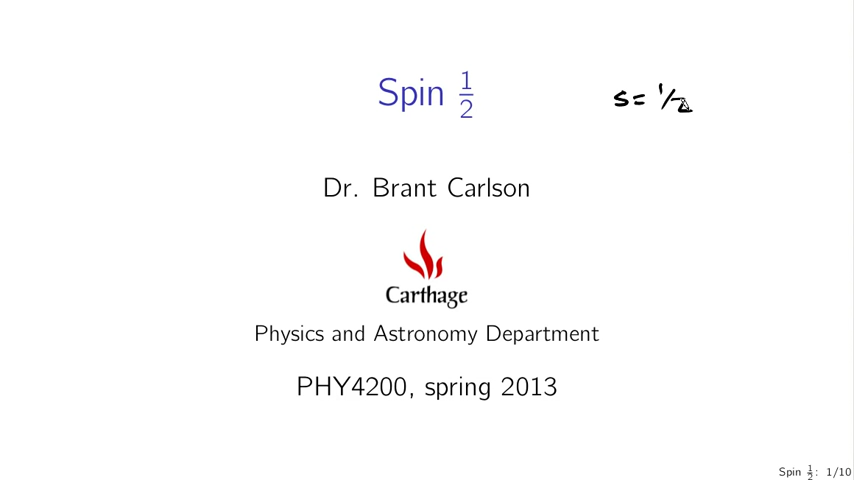 Spin 1/2
s = 1/2
Dr. Brant Carlson
Carthage
Physics and Astronomy Department
PHY4200, spring 2013
Spin 1/2: 1/10